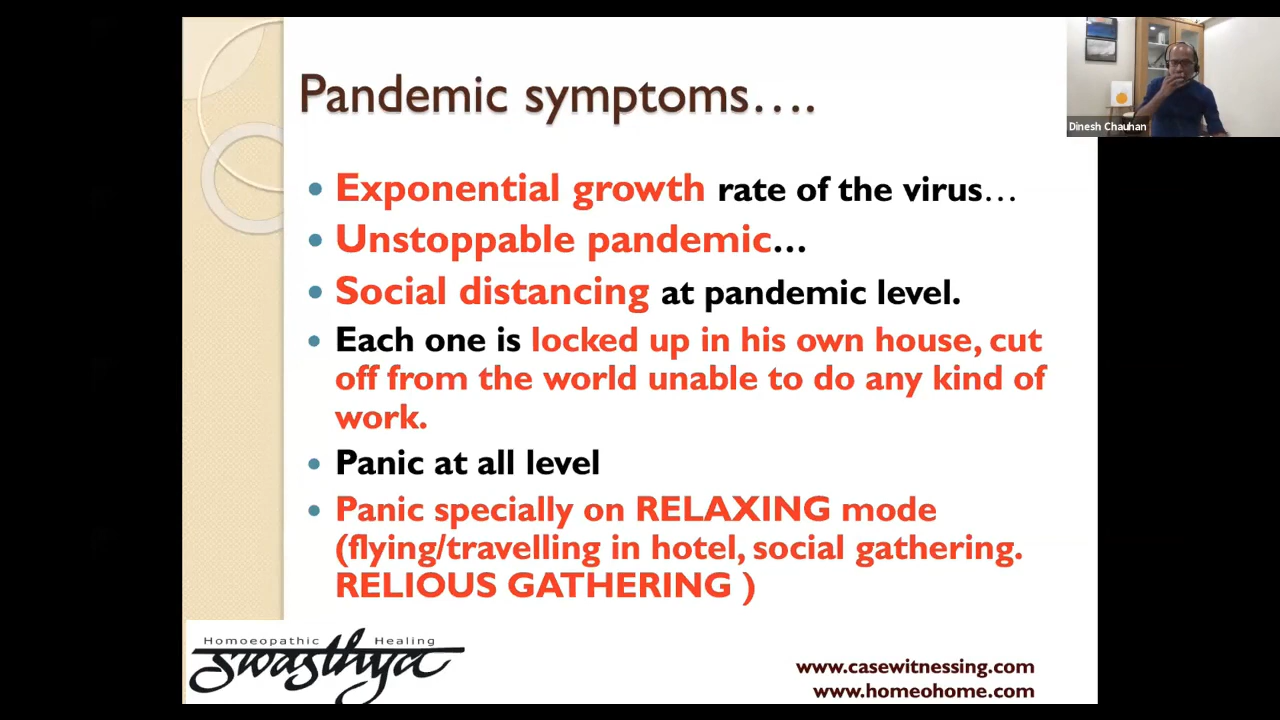 Pandemic symptoms….
Dinesh Chauhan
• Exponential growth rate of the virus…
• Unstoppable pandemic…
• Social distancing at pandemic level.
• Each one is locked up in his own house, cut
off from the world unable to do any kind of
work.
• Panic at all level
• Panic specially on RELAXING mode
(flying/travelling in hotel, social gathering.
RELIOUS GATHERING )
Homoeopathic Healing
swasthya
www.casewitnessing.com
www.homeohome.com